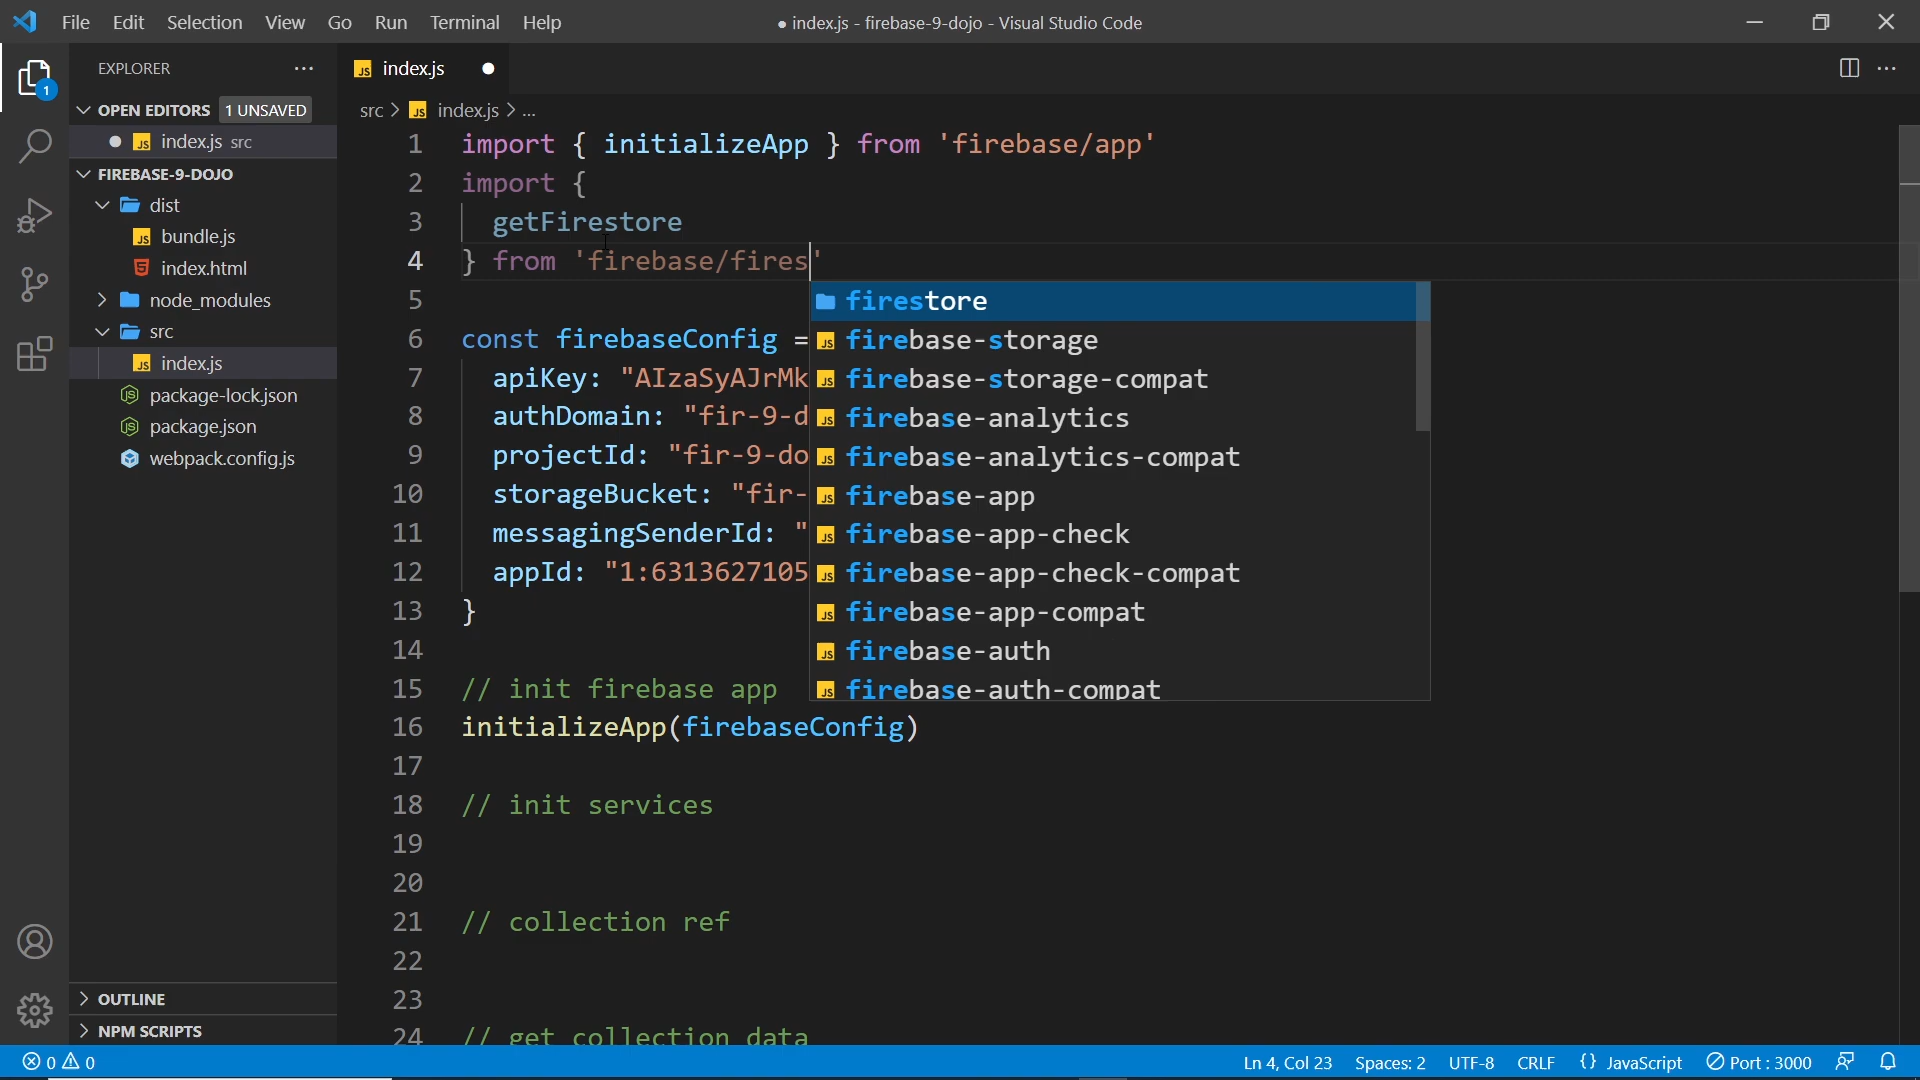 File Edit Selection View Go Run Terminal Help
● index.js - firebase-9-dojo - Visual Studio Code
EXPLORER
index.js
OPEN EDITORS 1 UNSAVED
src > index.js > ...
index.js src
FIREBASE-9-DOJO
dist
bundle.js
index.html
node_modules
src
index.js
package-lock.json
package.json
webpack.config.js
OUTLINE
NPM SCRIPTS
1
1 import { initializeApp } from 'firebase/app'
2 import {
3 getFirestore
4 } from 'firebase/fires'
5
6 const firebaseConfig =
7 apiKey: "AIzaSyAJrMk
8 authDomain: "fir-9-d
9 projectId: "fir-9-do
10 storageBucket: "fir-
11 messagingSenderId: "
12 appId: "1:6313627105
13 }
14
15 // init firebase app
16 initializeApp(firebaseConfig)
17
18 // init services
19
20
21 // collection ref
22
23
24 // get collection data
firestore
firebase-storage
firebase-storage-compat
firebase-analytics
firebase-analytics-compat
firebase-app
firebase-app-check
firebase-app-check-compat
firebase-app-compat
firebase-auth
firebase-auth-compat
0 0
Ln 4, Col 23 Spaces: 2 UTF-8 CRLF {} JavaScript Port : 3000